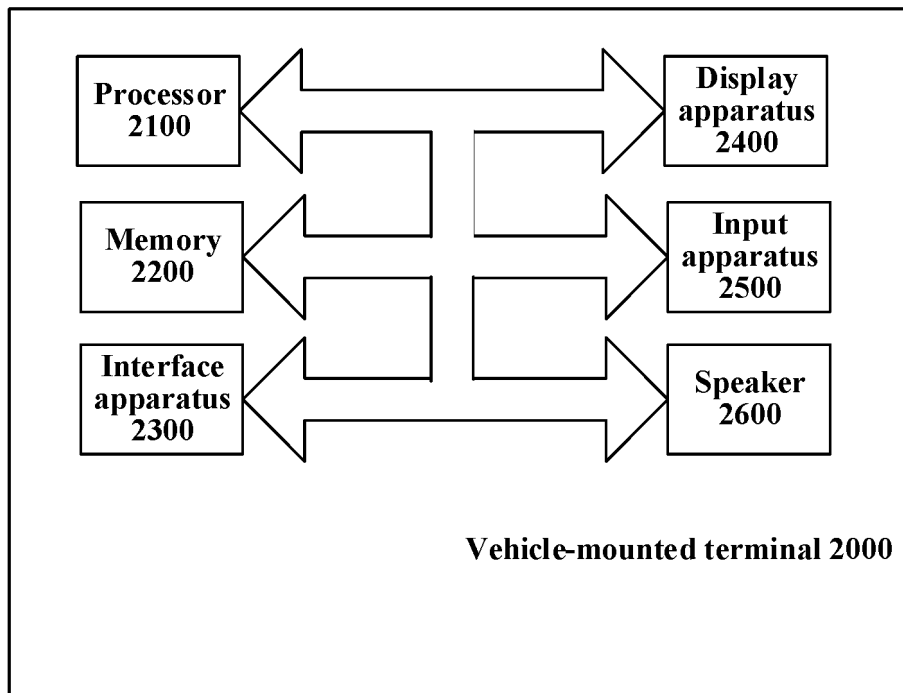 Processor
2100
Display
apparatus
2400
Memory
2200
Input
apparatus
2500
Interface
apparatus
2300
Speaker
2600
Vehicle-mounted terminal 2000